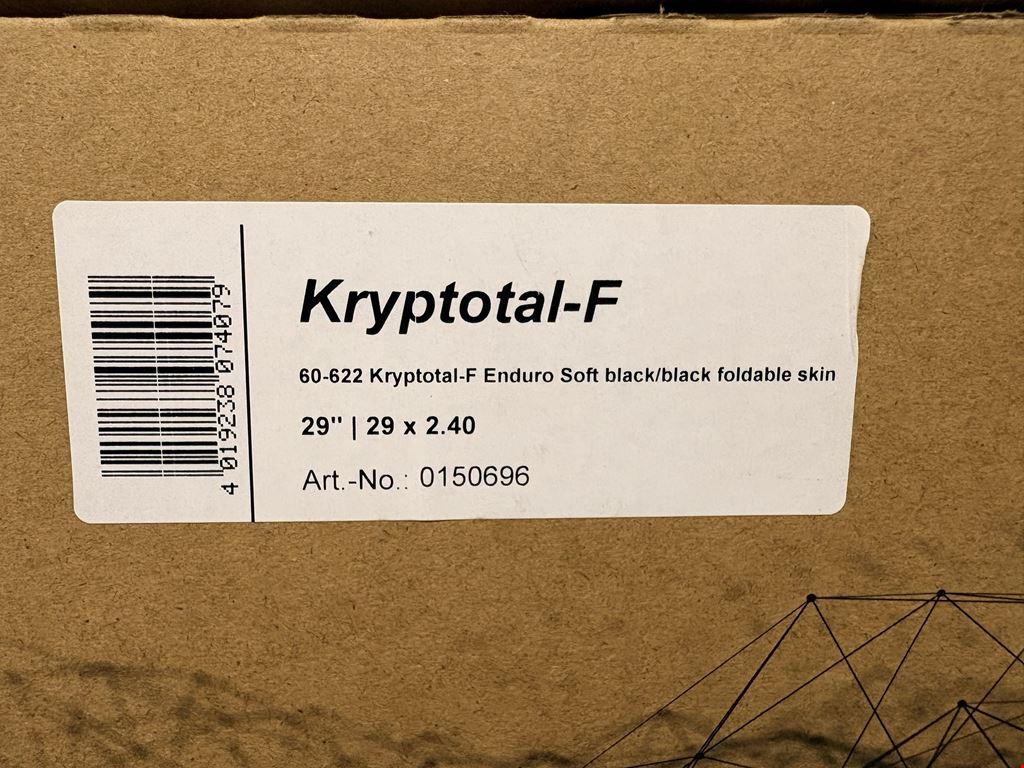 4 019238 074079
Kryptotal-F
60-622 Kryptotal-F Enduro Soft black/black foldable skin
29" | 29 x 2.40
Art.-No.: 0150696